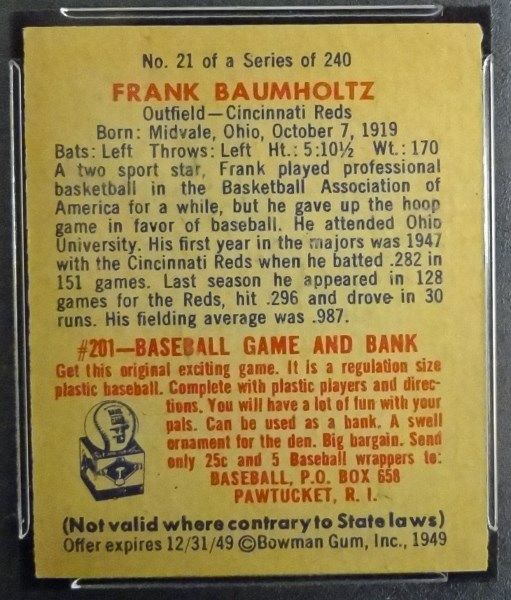 No. 21 of a Series of 240
FRANK BAUMHOLTZ
Outfield—Cincinnati Reds
Born: Midvale, Ohio, October 7, 1919
Bats: Left Throws: Left Ht.: 5:10½ Wt.: 170
A two sport star, Frank played professional
basketball in the Basketball Association of
America for a while, but he gave up the hoop
game in favor of baseball. He attended Ohio
University. His first year in the majors was 1947
with the Cincinnati Reds when he batted .282 in
151 games. Last season he appeared in 128
games for the Reds, hit .296 and drove in 30
runs. His fielding average was .987.
#201—BASEBALL GAME AND BANK
Get this original exciting game. It is a regulation size
plastic baseball. Complete with plastic players and direc-
tions. You will have a lot of fun with your
pals. Can be used as a bank. A swell
ornament for the den. Big bargain. Send
only 25c and 5 Baseball wrappers to:
BASEBALL, P.O. BOX 658
PAWTUCKET, R. I.
(Not valid where contrary to State laws)
Offer expires 12/31/49 ©Bowman Gum, Inc., 1949